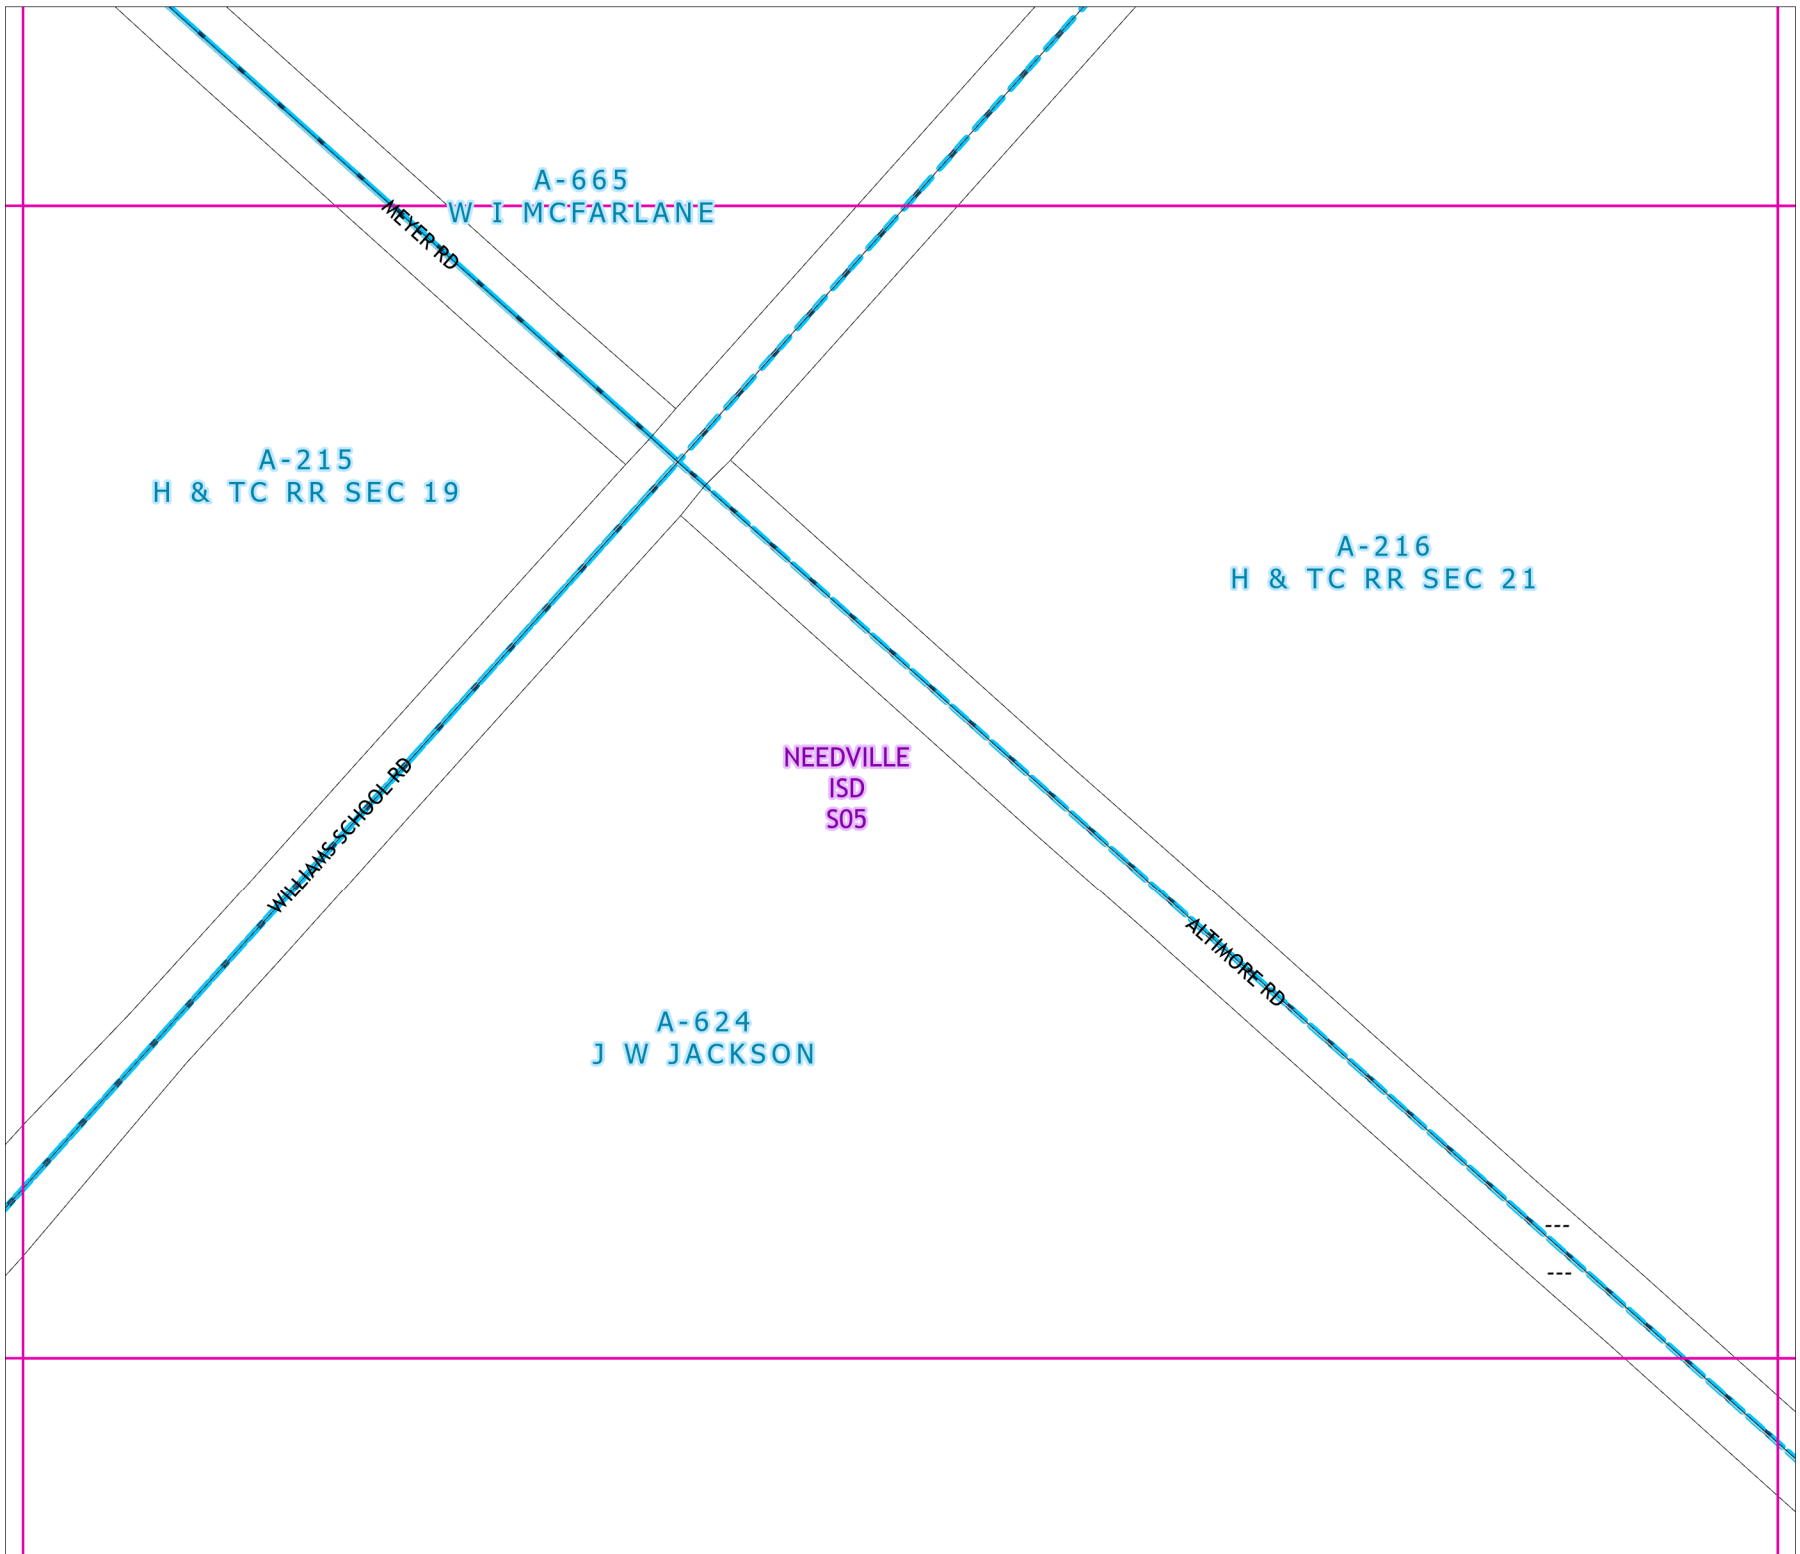 A-665
W I MCFARLANE
MEYER RD
A-215
H & TC RR SEC 19
A-216
H & TC RR SEC 21
NEEDVILLE
ISD
S05
WILLIAMS SCHOOL RD
ALTIMORE RD
A-624
J W JACKSON
---
---